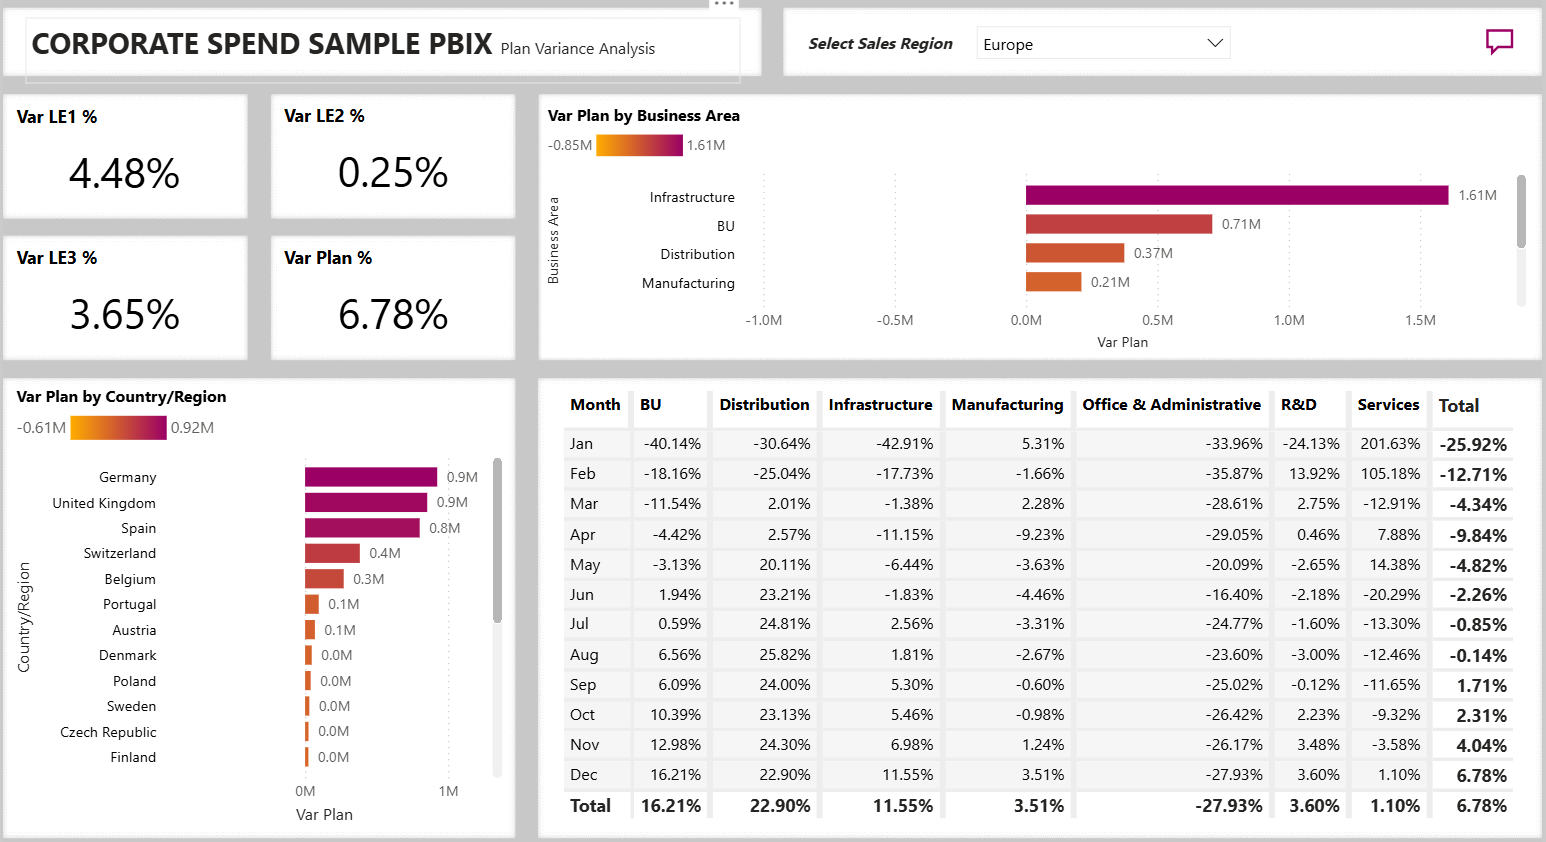 CORPORATE SPEND SAMPLE PBIX Plan Variance Analysis
Select Sales Region Europe
Var LE1 %
4.48%
Var LE2 %
0.25%
Var LE3 %
3.65%
Var Plan %
6.78%
Var Plan by Business Area
-0.85M 1.61M
Business Area
Infrastructure 1.61M
BU 0.71M
Distribution 0.37M
Manufacturing 0.21M
-1.0M -0.5M 0.0M 0.5M 1.0M 1.5M
Var Plan
Var Plan by Country/Region
-0.61M 0.92M
Country/Region
Germany 0.9M
United Kingdom 0.9M
Spain 0.8M
Switzerland 0.4M
Belgium 0.3M
Portugal 0.1M
Austria 0.1M
Denmark 0.0M
Poland 0.0M
Sweden 0.0M
Czech Republic 0.0M
Finland 0.0M
0M 1M
Var Plan
Month BU Distribution Infrastructure Manufacturing Office & Administrative R&D Services Total
Jan -40.14% -30.64% -42.91% 5.31% -33.96% -24.13% 201.63% -25.92%
Feb -18.16% -25.04% -17.73% -1.66% -35.87% 13.92% 105.18% -12.71%
Mar -11.54% 2.01% -1.38% 2.28% -28.61% 2.75% -12.91% -4.34%
Apr -4.42% 2.57% -11.15% -9.23% -29.05% 0.46% 7.88% -9.84%
May -3.13% 20.11% -6.44% -3.63% -20.09% -2.65% 14.38% -4.82%
Jun 1.94% 23.21% -1.83% -4.46% -16.40% -2.18% -20.29% -2.26%
Jul 0.59% 24.81% 2.56% -3.31% -24.77% -1.60% -13.30% -0.85%
Aug 6.56% 25.82% 1.81% -2.67% -23.60% -3.00% -12.46% -0.14%
Sep 6.09% 24.00% 5.30% -0.60% -25.02% -0.12% -11.65% 1.71%
Oct 10.39% 23.13% 5.46% -0.98% -26.42% 2.23% -9.32% 2.31%
Nov 12.98% 24.30% 6.98% 1.24% -26.17% 3.48% -3.58% 4.04%
Dec 16.21% 22.90% 11.55% 3.51% -27.93% 3.60% 1.10% 6.78%
Total 16.21% 22.90% 11.55% 3.51% -27.93% 3.60% 1.10% 6.78%